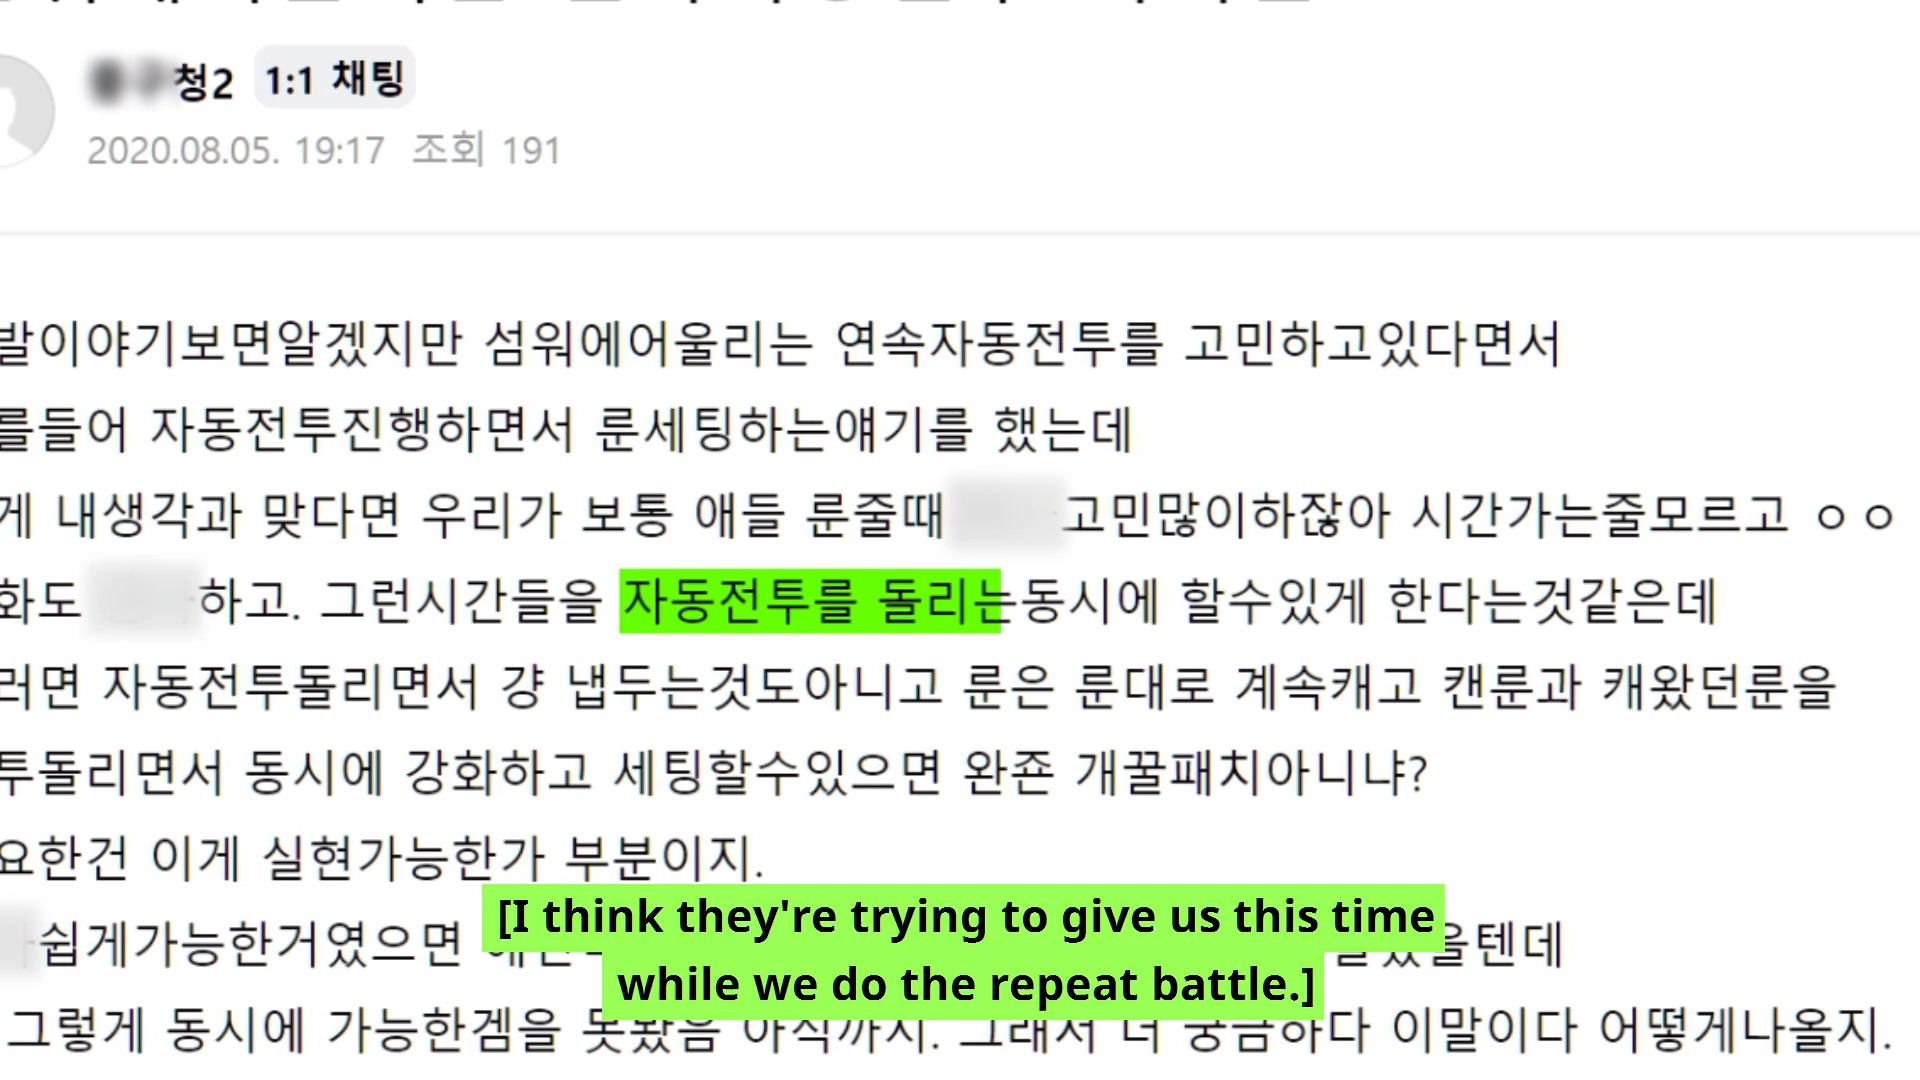 청2 1:1 채팅
2020.08.05. 19:17 조회 191
발이야기보면알겠지만 섬워에어울리는 연속자동전투를 고민하고있다면서
를들어 자동전투진행하면서 룬세팅하는얘기를 했는데
게 내생각과 맞다면 우리가 보통 애들 룬줄때 고민많이하잖아 시간가는줄모르고 ㅇㅇ
화도 하고. 그런시간들을 자동전투를 돌리는동시에 할수있게 한다는것같은데
러면 자동전투돌리면서 걍 냅두는것도아니고 룬은 룬대로 계속캐고 캔룬과 캐왔던룬을
투돌리면서 동시에 강화하고 세팅할수있으면 완죤 개꿀패치아니냐?
요한건 이게 실현가능한가 부분이지.
쉽게가능한거였으면 을텐데
그렇게 동시에 가능한겜을 못봤음 아직까지. 그래서 더 궁금하다 이말이다 어떻게나올지.
[I think they're trying to give us this time
while we do the repeat battle.]